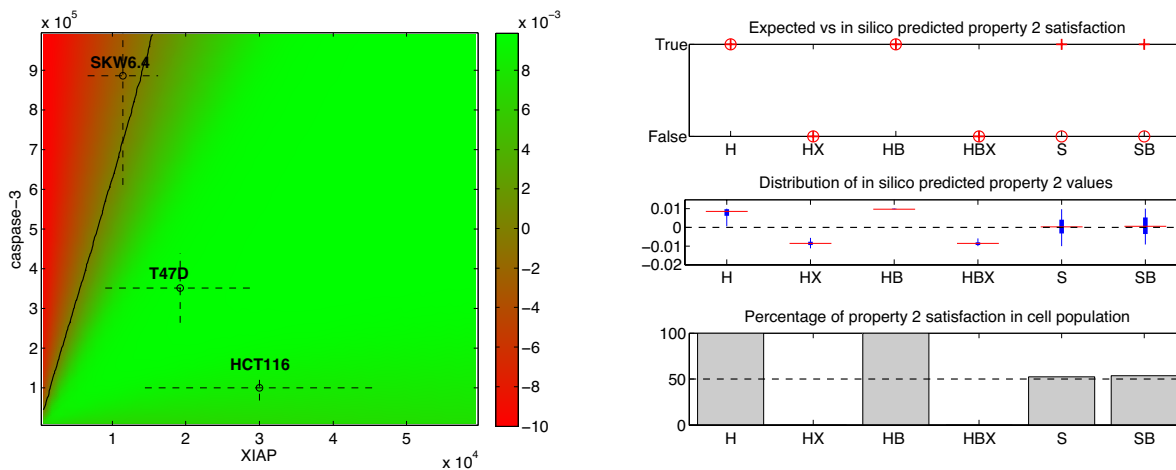 x 10⁵
9
8
7
6
5
4
3
2
1
caspase-3
SKW6.4
T47D
HCT116
1 2 3 4 5
XIAP
x 10⁴
x 10⁻³
8
6
4
2
0
−2
−4
−6
−8
−10
Expected vs in silico predicted property 2 satisfaction
True
False
H HX HB HBX S SB
Distribution of in silico predicted property 2 values
0.01
0
−0.01
−0.02
H HX HB HBX S SB
Percentage of property 2 satisfaction in cell population
100
50
0
H HX HB HBX S SB